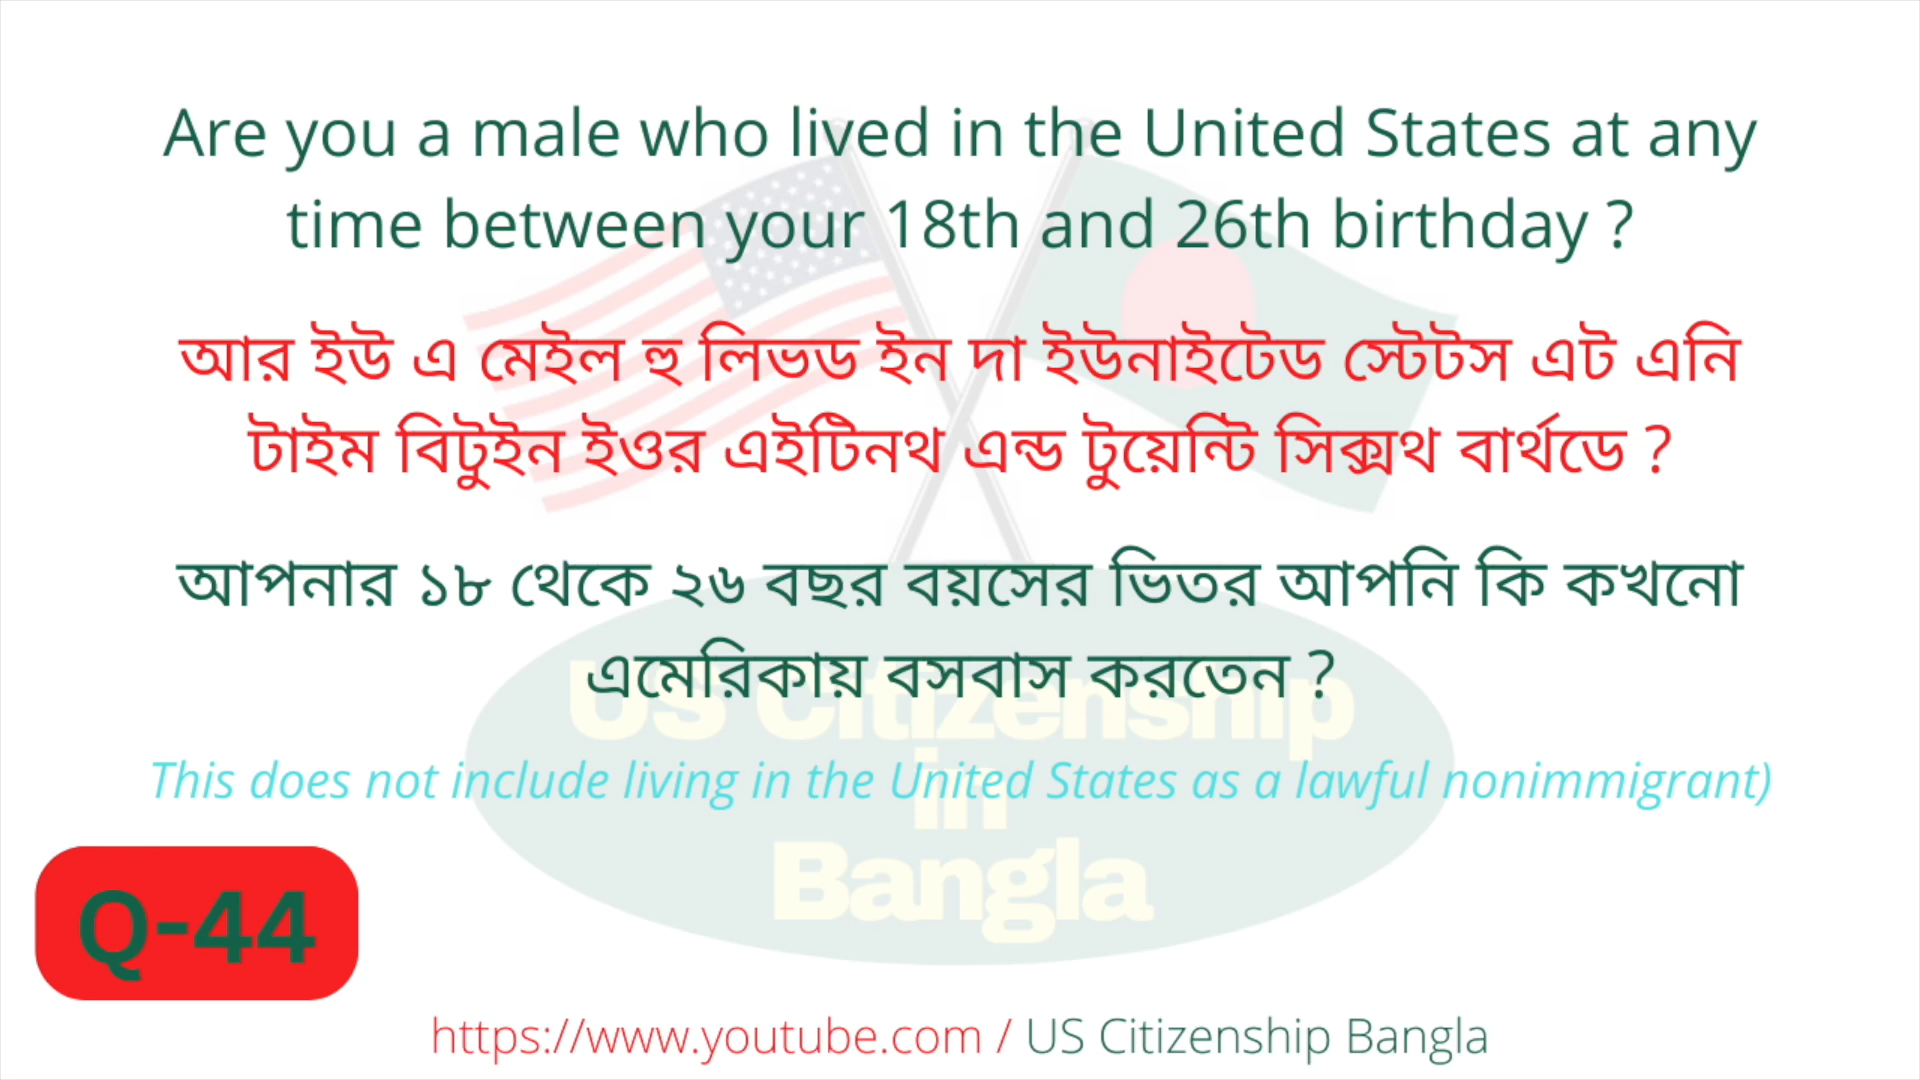 Are you a male who lived in the United States at any
time between your 18th and 26th birthday ?
আর ইউ এ মেইল হু লিভড ইন দা ইউনাইটেড স্টেটস এট এনি
টাইম বিটুইন ইওর এইটিনথ এন্ড টুয়েন্টি সিক্সথ বার্থডে ?
আপনার ১৮ থেকে ২৬ বছর বয়সের ভিতর আপনি কি কখনো
এমেরিকায় বসবাস করতেন ?
US Citizenship
This does not include living in the United States as a lawful nonimmigrant)
in
Bangla
Q-44
https://www.youtube.com / US Citizenship Bangla